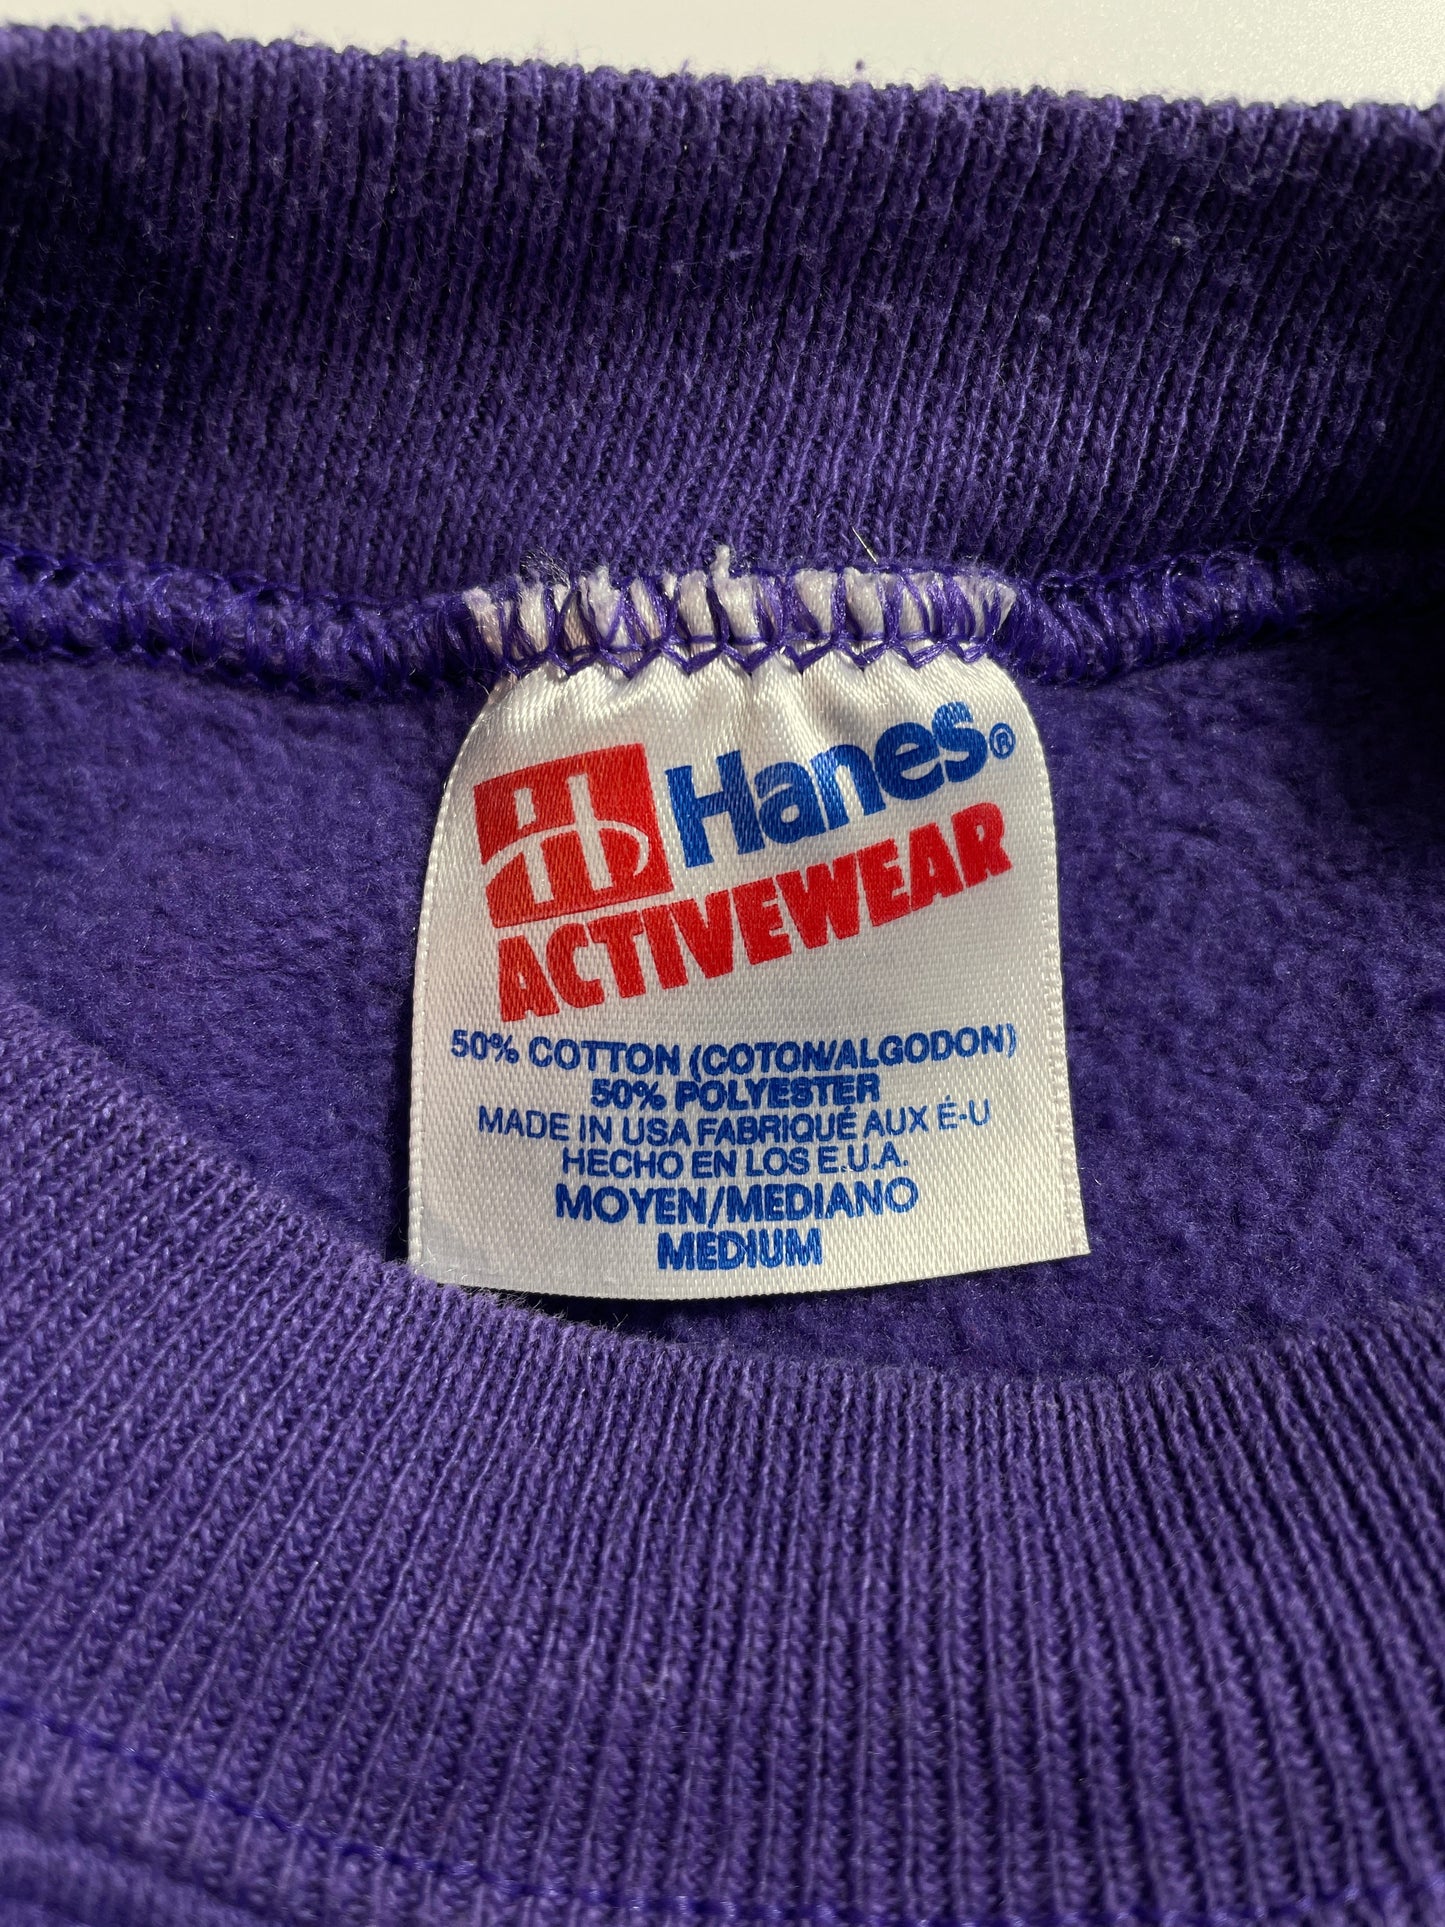 Hanes®
ACTIVEWEAR
50% COTTON (COTON/ALGODON)
50% POLYESTER
MADE IN USA FABRIQUÉ AUX É-U
HECHO EN LOS E.U.A.
MOYEN/MEDIANO
MEDIUM